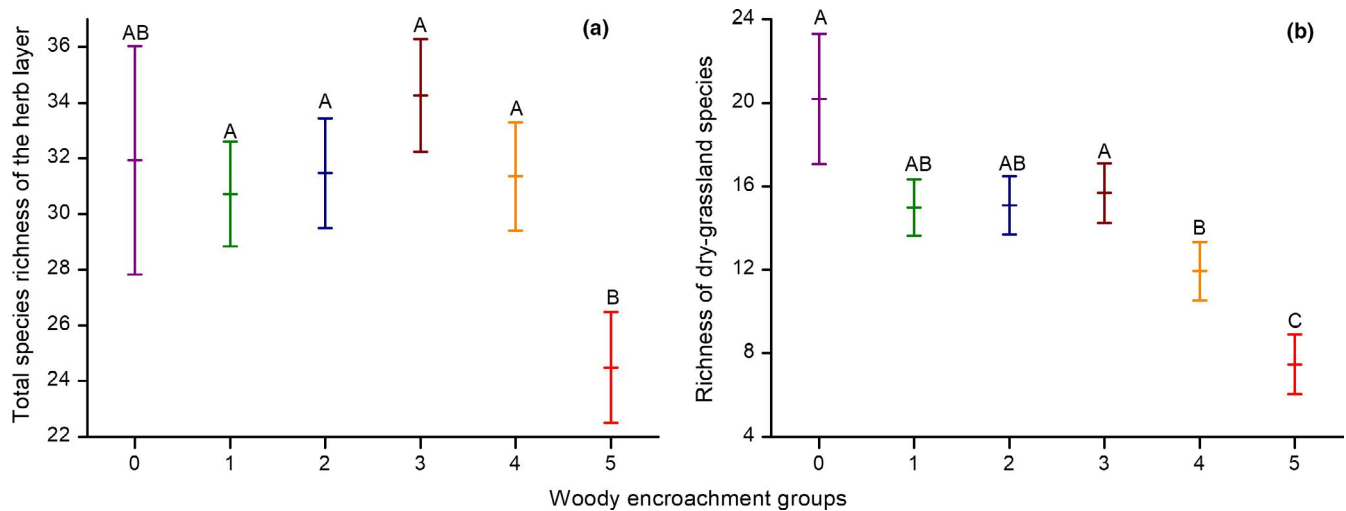 (a)
Total species richness of the herb layer
36
34
32
30
28
26
24
22
AB
A
A
A
A
B
0 1 2 3 4 5
(b)
Richness of dry-grassland species
24
20
16
12
8
4
A
AB
AB
A
B
C
0 1 2 3 4 5
Woody encroachment groups